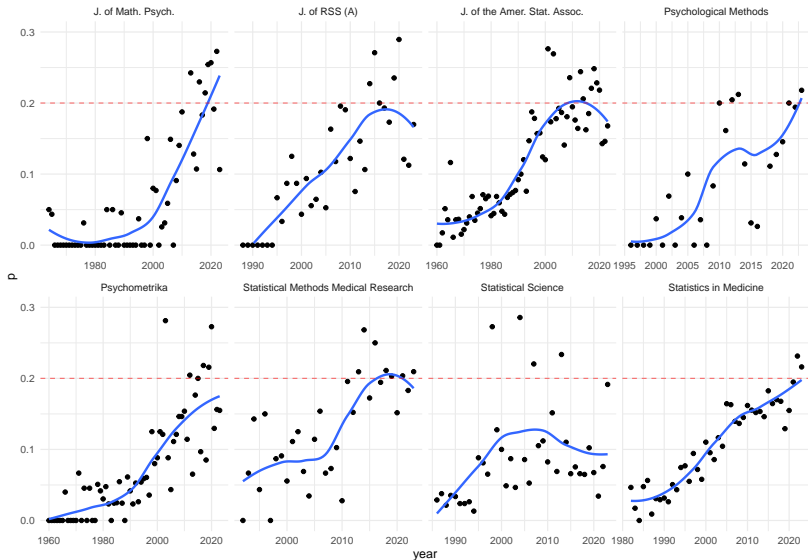 J. of Math. Psych. J. of RSS (A) J. of the Amer. Stat. Assoc. Psychological Methods
0.3
0.2
0.1
0.0
1980 2000 2020 1990 2000 2010 2020 1960 1980 2000 2020 1995 2000 2005 2010 2015 2020
p
Psychometrika Statistical Methods Medical Research Statistical Science Statistics in Medicine
0.3
0.2
0.1
0.0
1960 1970 1980 1990 2000 2010 2020 2000 2010 2020 1990 2000 2010 2020 1980 1990 2000 2010 2020
year